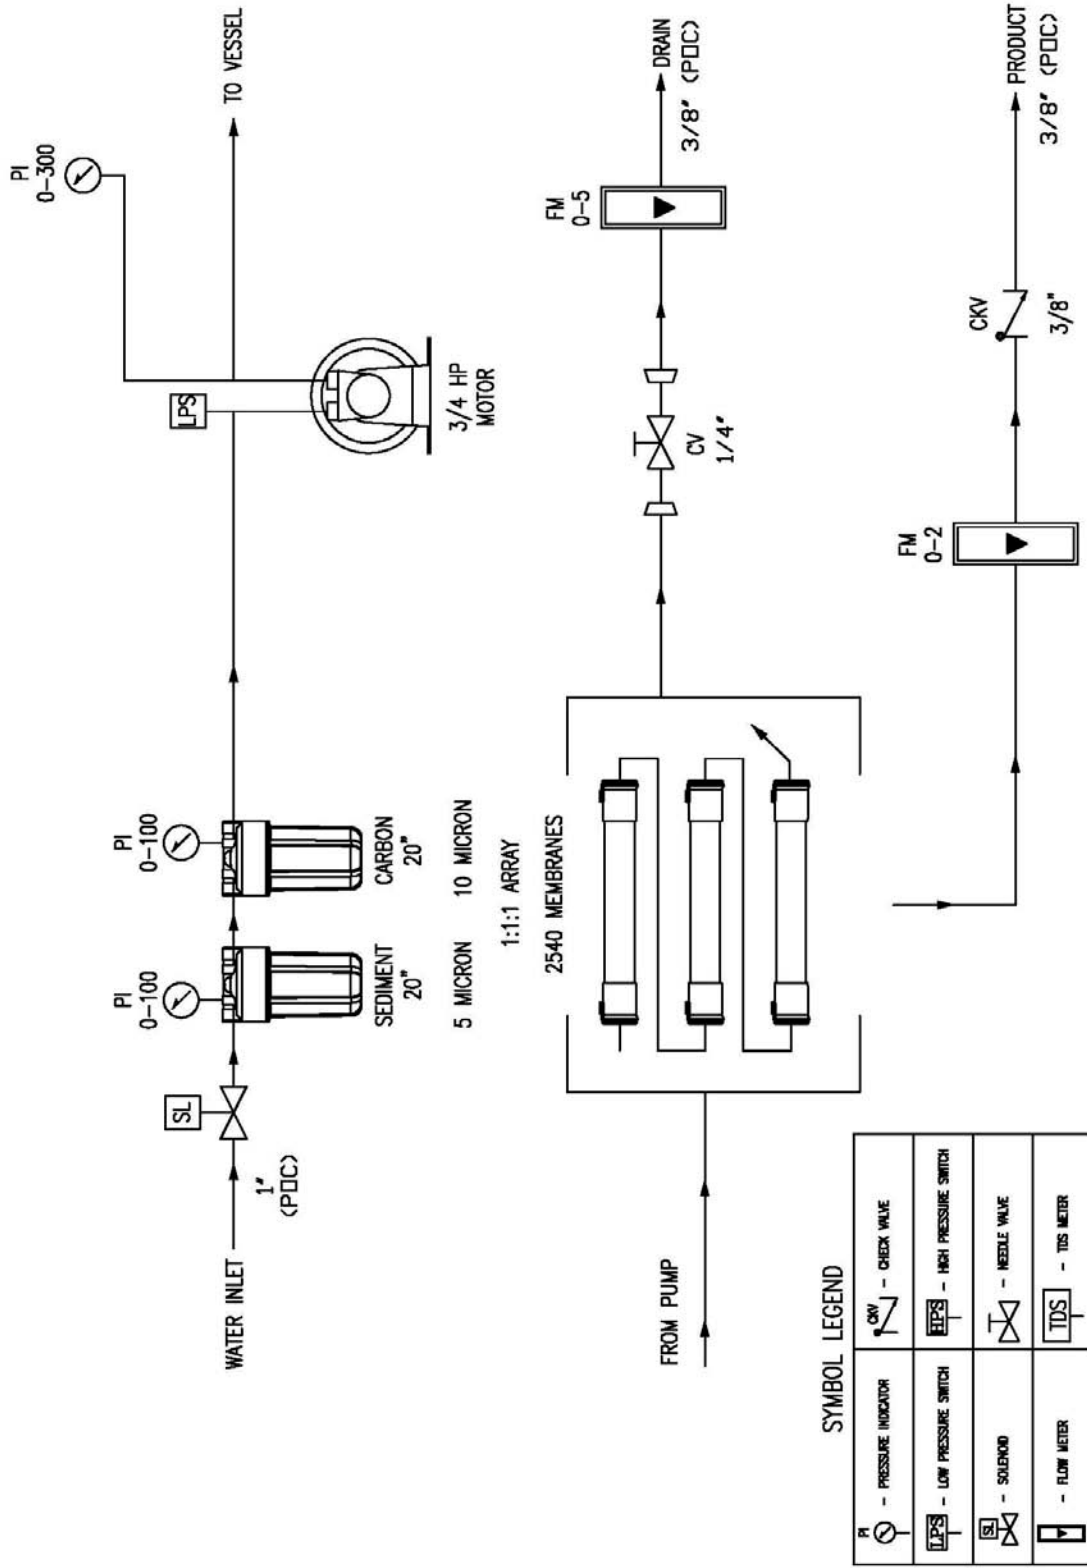 PI
0-300
TO VESSEL
LPS
3/4 HP
MOTOR
PI
0-100
CARBON
20"
10 MICRON
PI
0-100
SEDIMENT
20"
5 MICRON
SL
1"
(POC)
WATER INLET
1:1:1 ARRAY
2540 MEMBRANES
FROM PUMP
CV
1/4"
FM
0-5
DRAIN
3/8" (POC)
FM
0-2
CKV
3/8"
PRODUCT
3/8" (POC)
SYMBOL LEGEND
PI
- PRESSURE INDICATOR
CKV
- CHECK VALVE
LPS
- LOW PRESSURE SWITCH
HPS
- HIGH PRESSURE SWITCH
SL
- SOLENOID
- NEEDLE VALVE
- FLOW METER
TDS
- TDS METER